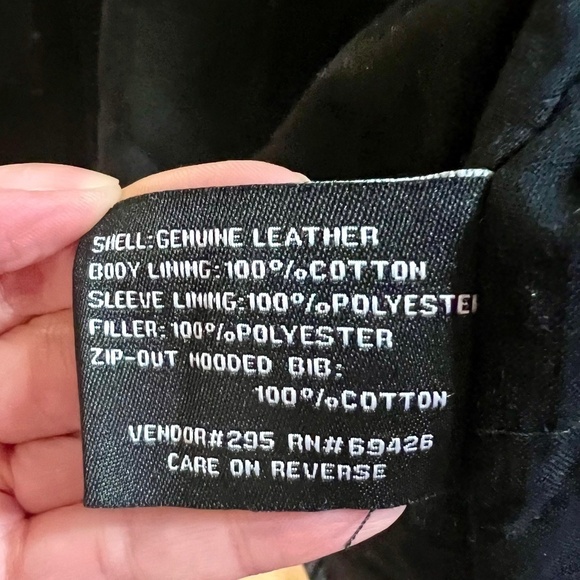 SHELL: GENUINE LEATHER
BODY LINING: 100% COTTON
SLEEVE LINING: 100% POLYESTER
FILLER: 100% POLYESTER
ZIP-OUT HOODED BIB:
100% COTTON
VENDOR# 295 RN# 69426
CARE ON REVERSE